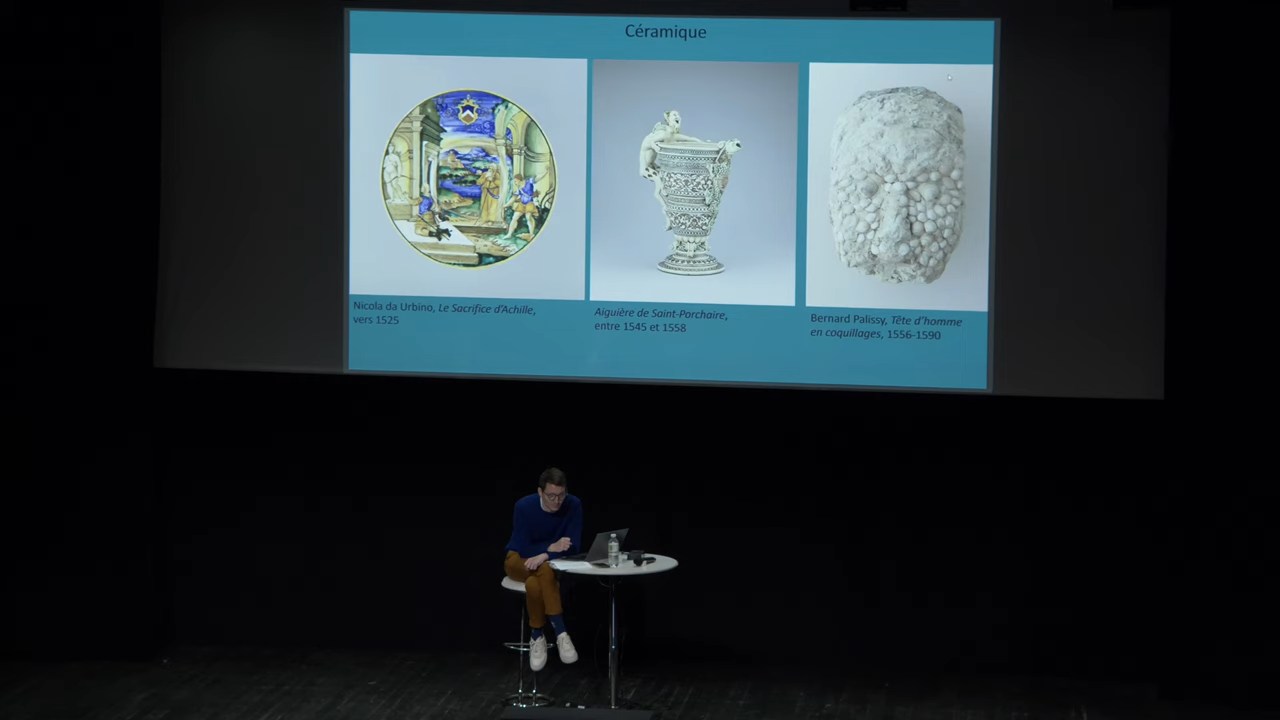 Céramique
Nicola da Urbino, Le Sacrifice d'Achille,
vers 1525
Aiguière de Saint-Porchaire,
entre 1545 et 1558
Bernard Palissy, Tête d'homme
en coquillages, 1556-1590